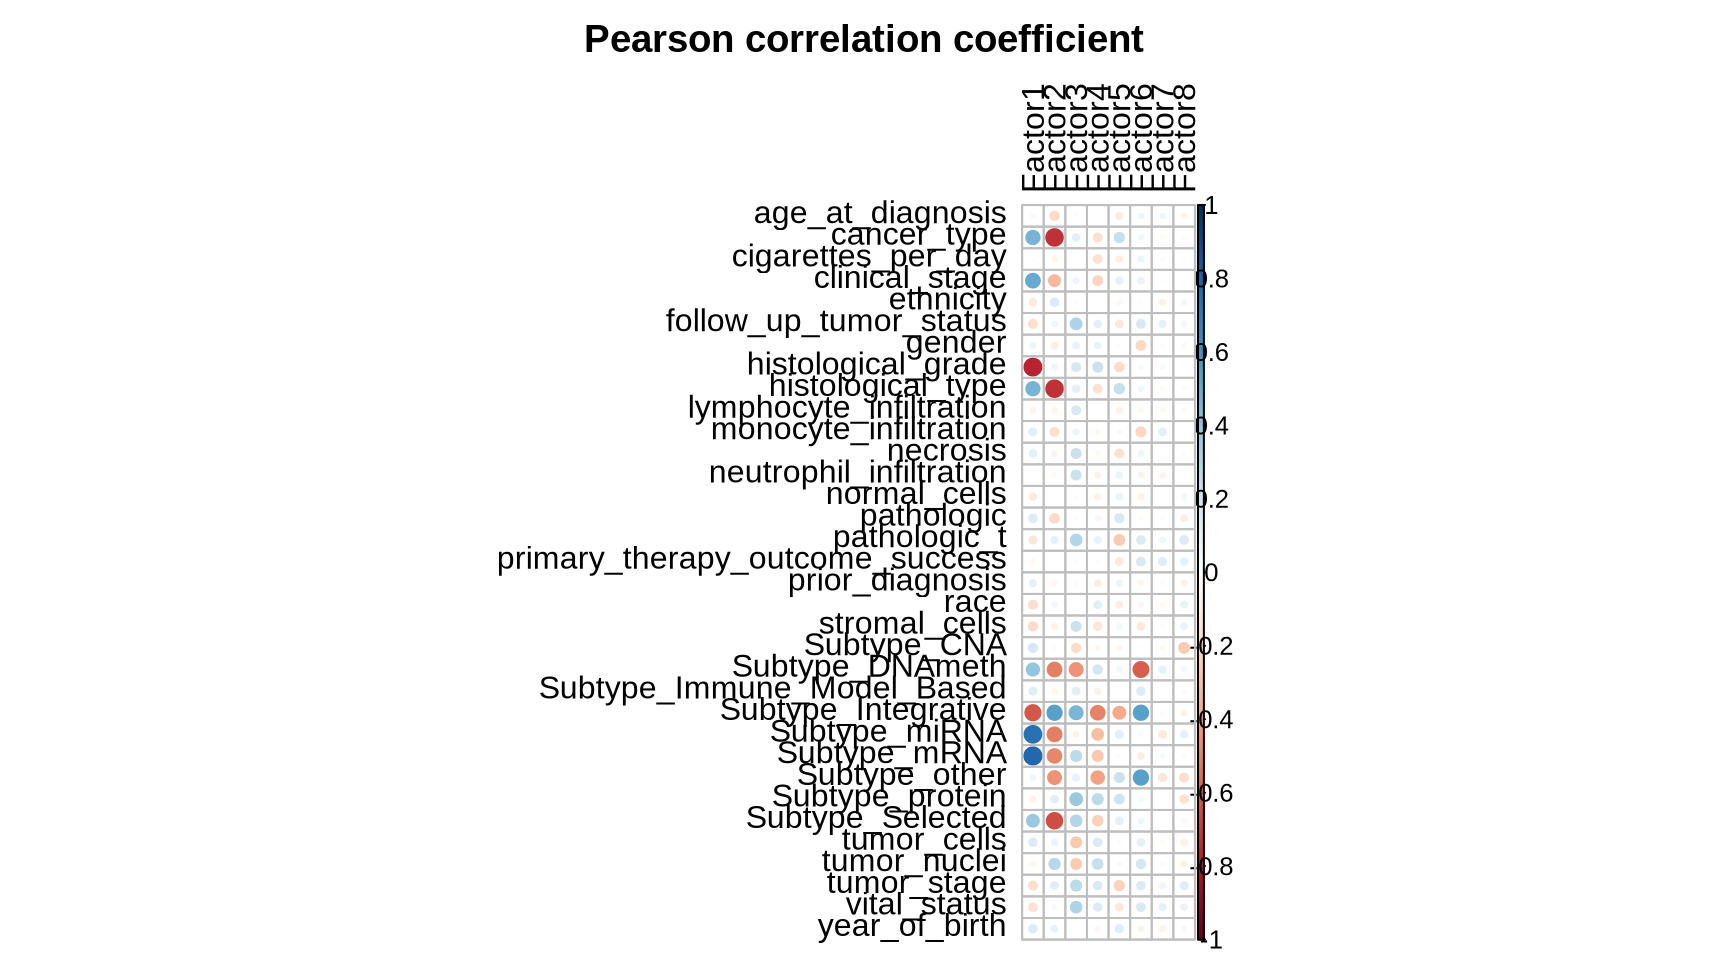 Pearson correlation coefficient
Factor1
Factor2
Factor3
Factor4
Factor5
Factor6
Factor7
Factor8
age_at_diagnosis
cancer_type
cigarettes_per_day
clinical_stage
ethnicity
follow_up_tumor_status
gender
histological_grade
histological_type
lymphocyte_infiltration
monocyte_infiltration
necrosis
neutrophil_infiltration
normal_cells
pathologic
pathologic_t
primary_therapy_outcome_success
prior_diagnosis
race
stromal_cells
Subtype_CNA
Subtype_DNAmeth
Subtype_Immune_Model_Based
Subtype_Integrative
Subtype_miRNA
Subtype_mRNA
Subtype_other
Subtype_protein
Subtype_Selected
tumor_cells
tumor_nuclei
tumor_stage
vital_status
year_of_birth
1
0.8
0.6
0.4
0.2
0
-0.2
-0.4
-0.6
-0.8
-1